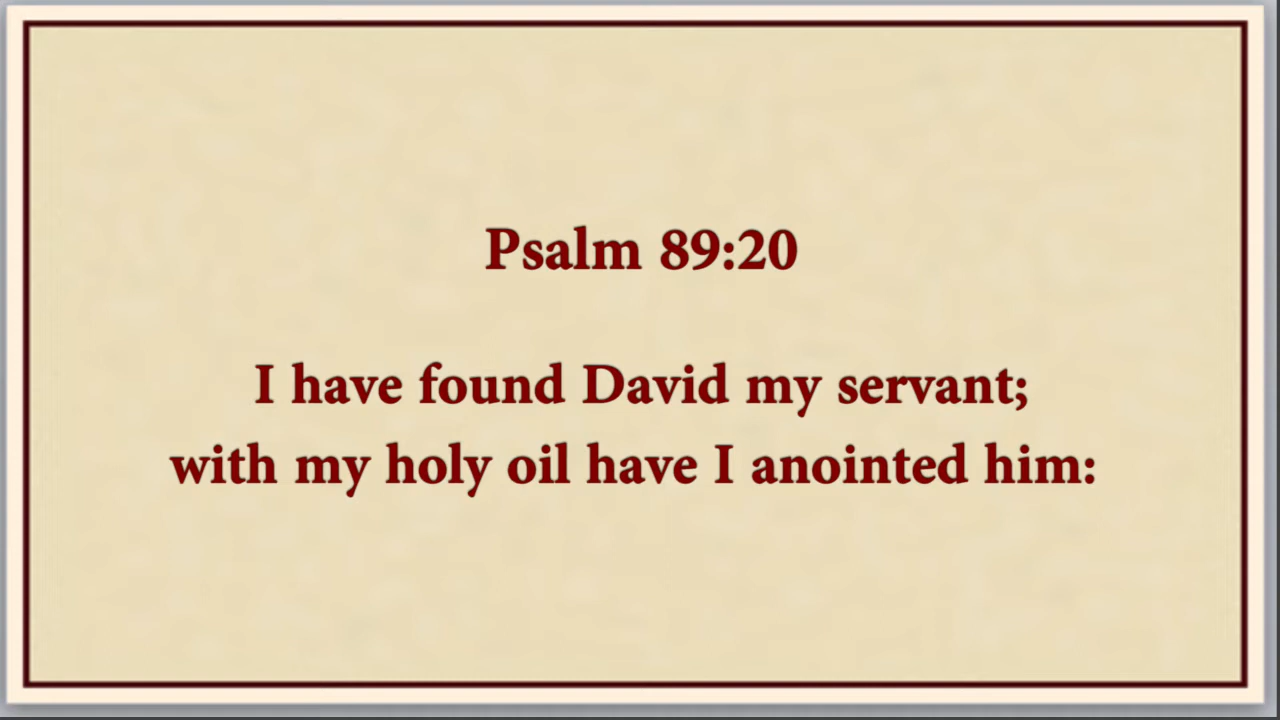 Psalm 89:20
I have found David my servant;
with my holy oil have I anointed him: